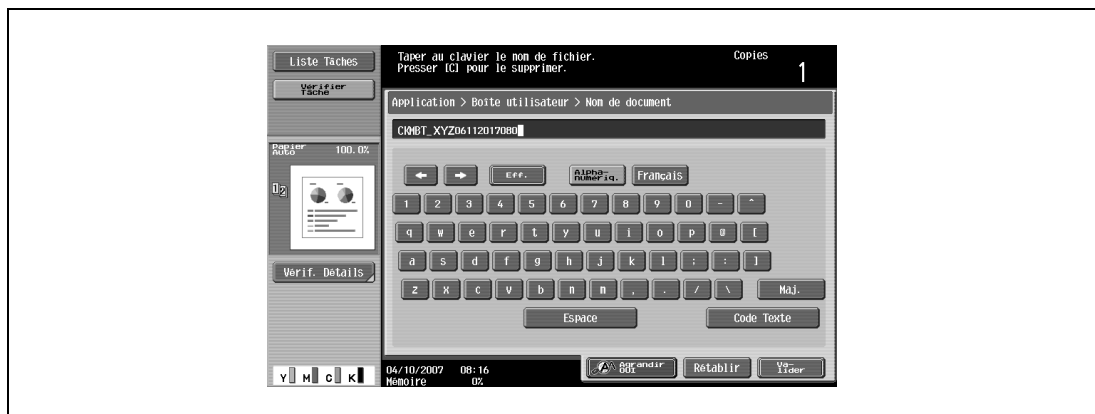 Liste Tâches
Vérifier
Tâche
Taper au clavier le nom de fichier.
Presser [C] pour le supprimer.
Copies
1
Application > Boîte utilisateur > Nom de document
CKMBT_XYZ06112017080
Papier
Auto 100.0%
12
← → Eff. Alpha-
numériq. Français
1 2 3 4 5 6 7 8 9 0 - ^
q w e r t y u i o p @ [
a s d f g h j k l ; : ]
z x c v b n m , . / \ Maj.
Espace Code Texte
Vérif. Détails
Y M C K
04/10/2007 08:16
Mémoire 0%
Agrandir
Rétablir
Va-
lider